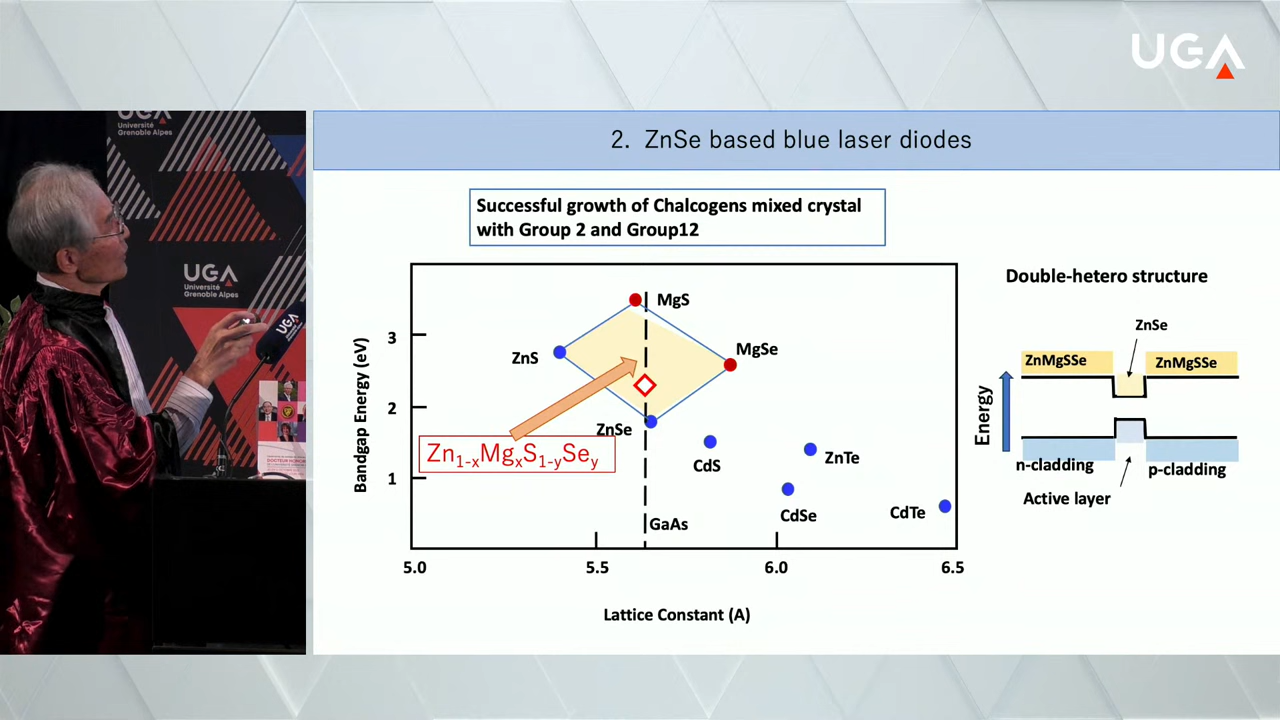 UGA
UGA
Université
Grenoble Alpes
UGA
Université
Grenoble Alpes
UGA
2. ZnSe based blue laser diodes
Successful growth of Chalcogens mixed crystal
with Group 2 and Group12
Bandgap Energy (eV)
3
2
1
MgS
ZnS
MgSe
ZnSe
Zn1-xMgxS1-ySey
CdS
ZnTe
CdSe
CdTe
GaAs
5.0
5.5
6.0
6.5
Lattice Constant (A)
Double-hetero structure
ZnSe
ZnMgSSe
ZnMgSSe
Energy
n-cladding
p-cladding
Active layer